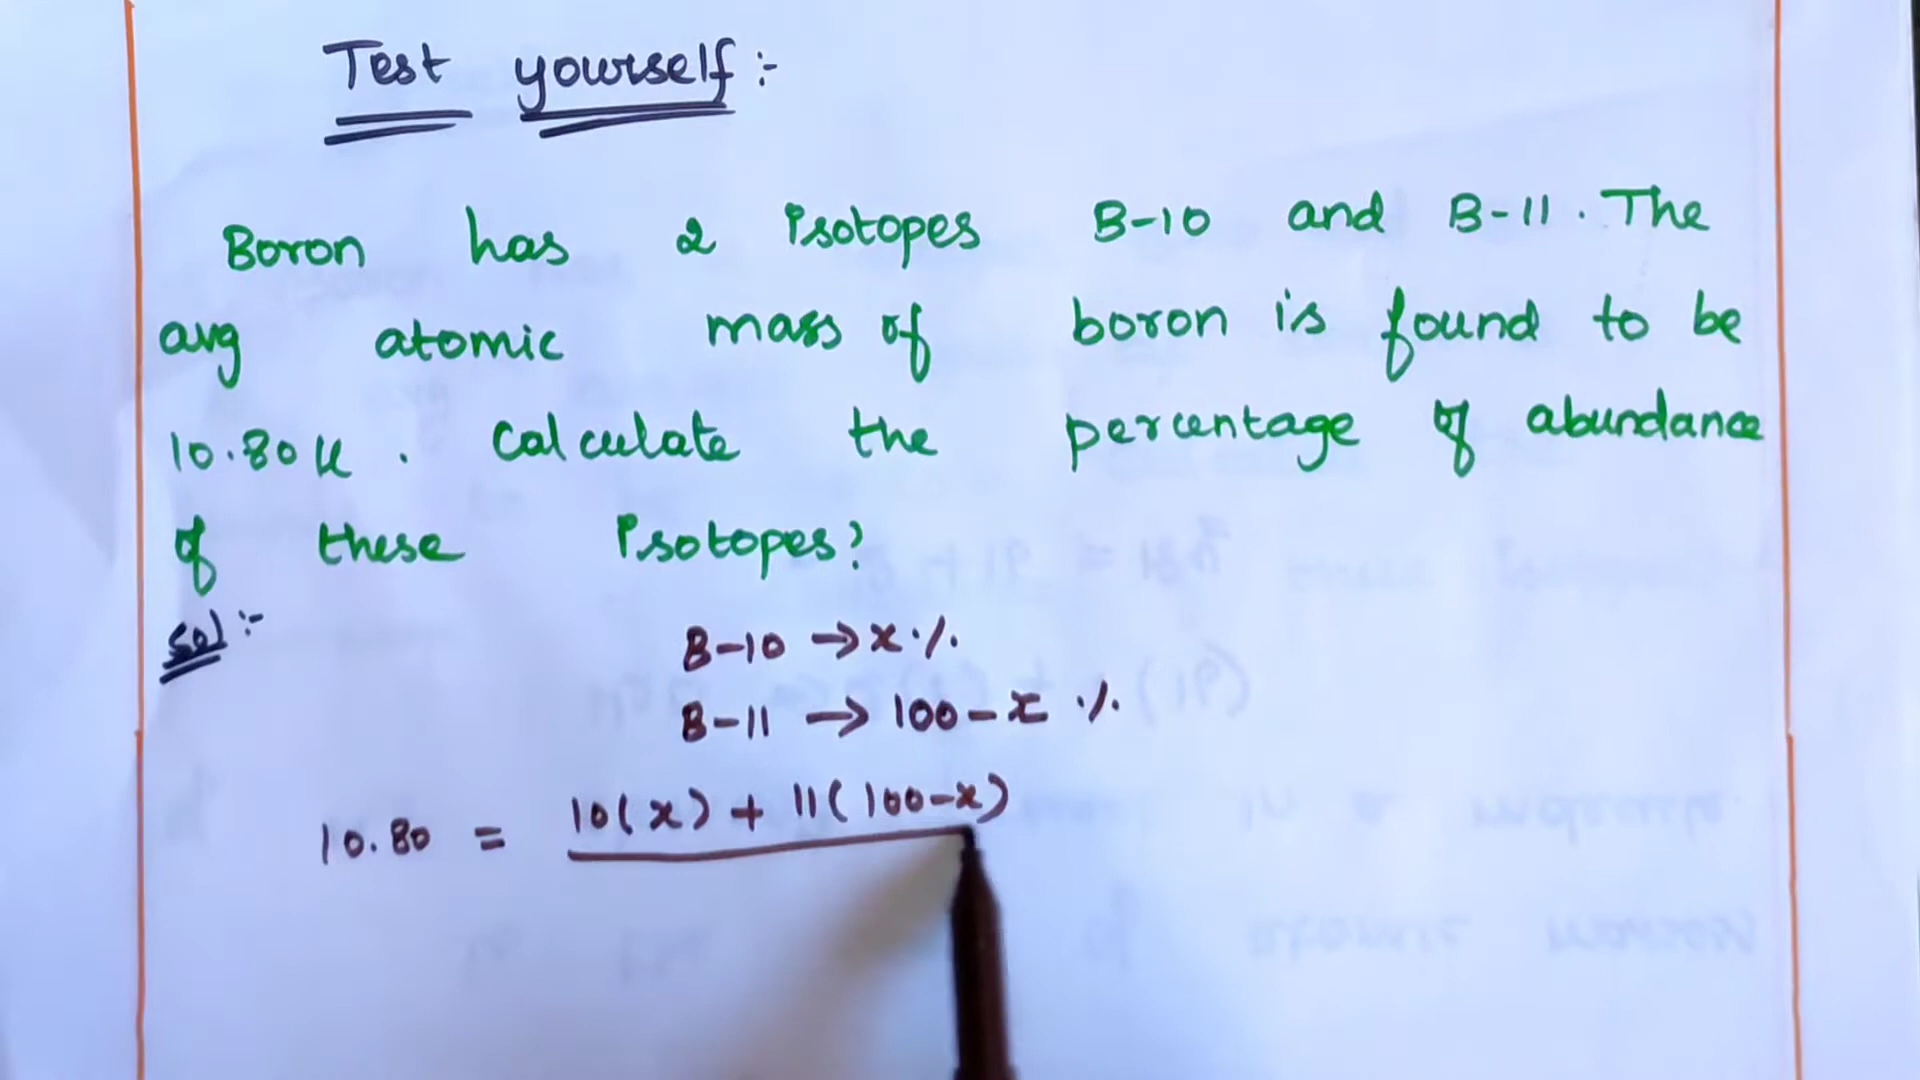 Test yourself :-
Boron has 2 isotopes B-10 and B-11. The
avg atomic mass of boron is found to be
10.80 u. Calculate the percentage of abundance
of these isotopes?
Sol :-
B-10 → x %
B-11 → 100 - x %
10.80 = 10(x) + 11(100-x)